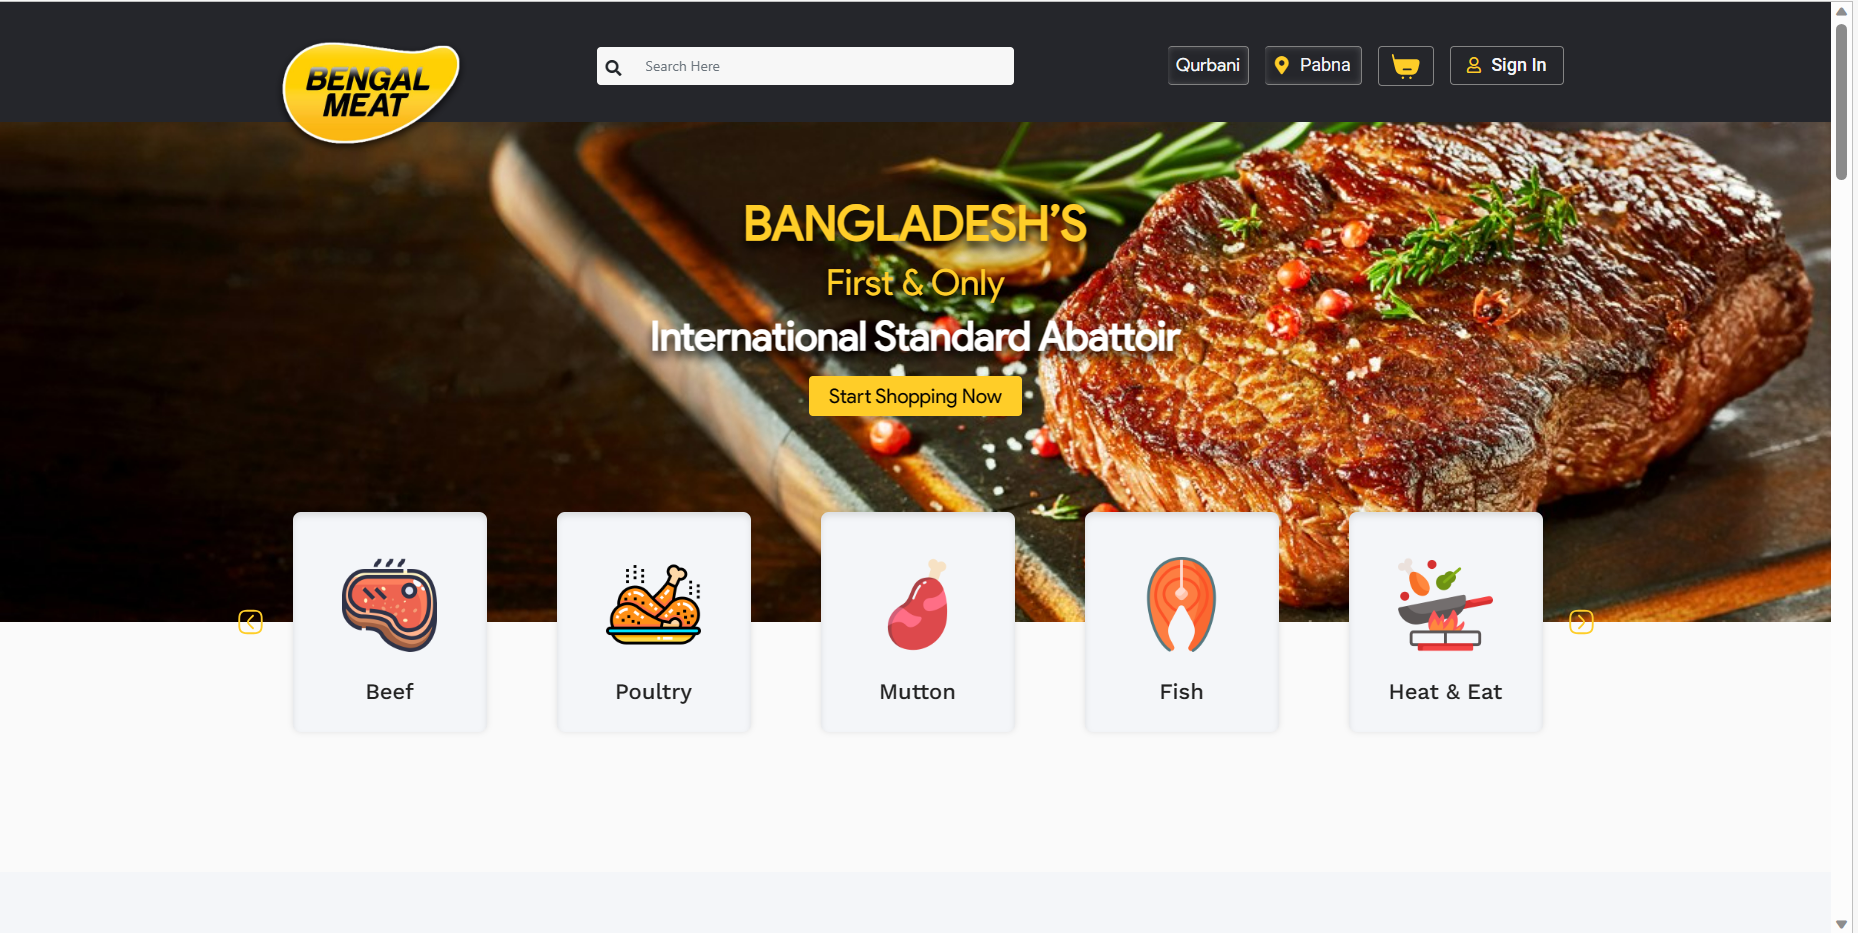 BENGAL
MEAT
Search Here
Qurbani
Pabna
Sign In
BANGLADESH’S
First & Only
International Standard Abattoir
Start Shopping Now
Beef
Poultry
Mutton
Fish
Heat & Eat